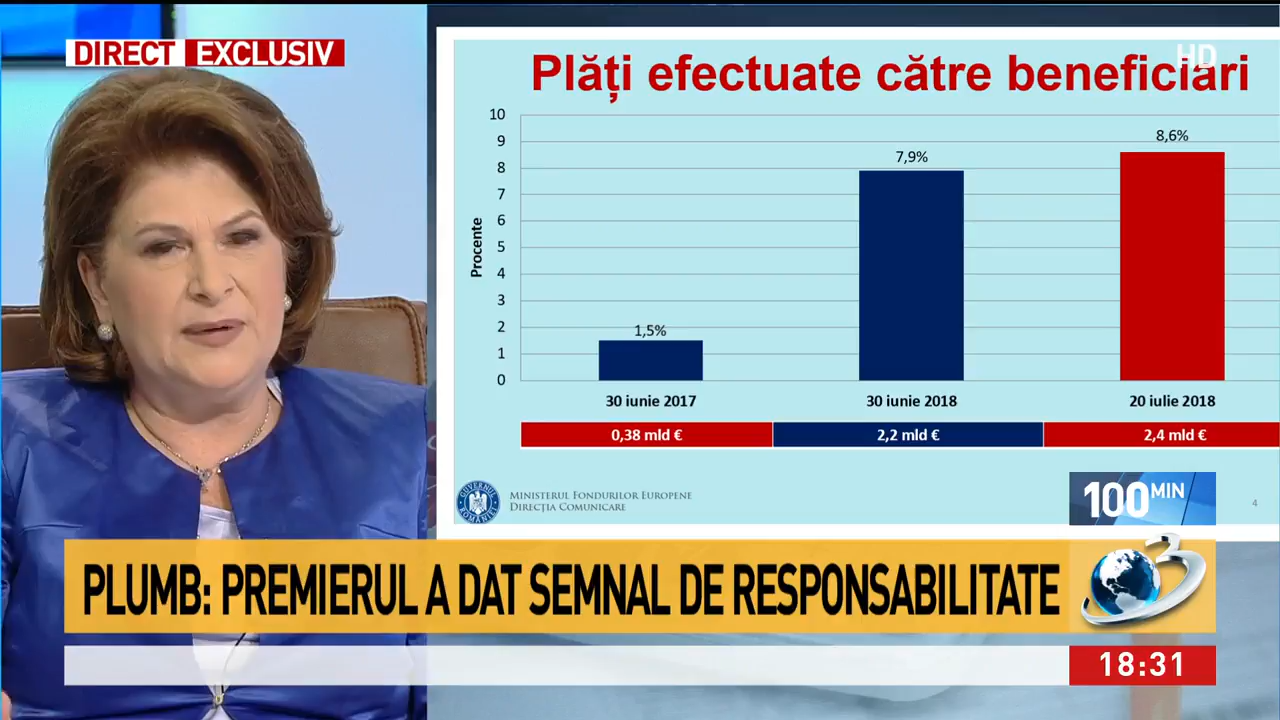 DIRECT EXCLUSIV
HD
Plăți efectuate către beneficiari
10
9
8
7
6
5
4
3
2
1
0
Procente
1,5%
7,9%
8,6%
30 iunie 2017
30 iunie 2018
20 iulie 2018
0,38 mld €
2,2 mld €
2,4 mld €
GUVERNUL ROMÂNIEI
Ministerul Fondurilor Europene
Direcția Comunicare
4
100 MIN
PLUMB: PREMIERUL A DAT SEMNAL DE RESPONSABILITATE
3
18:31